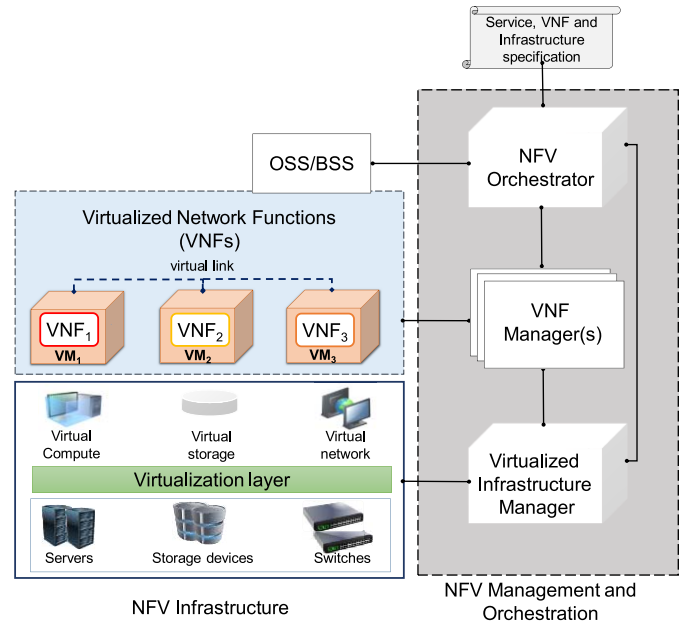 Service, VNF and
Infrastructure
specification
OSS/BSS
NFV
Orchestrator
Virtualized Network Functions
(VNFs)
virtual link
VNF1
VM1
VNF2
VM2
VNF3
VM3
VNF
Manager(s)
Virtual
Compute
Virtual
storage
Virtual
network
Virtualization layer
Virtualized
Infrastructure
Manager
Servers
Storage devices
Switches
NFV Infrastructure
NFV Management and
Orchestration